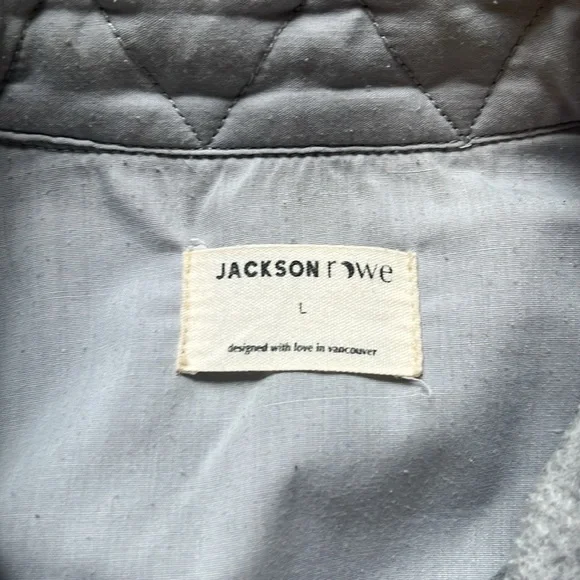 JACKSON rowe
L
designed with love in vancouver